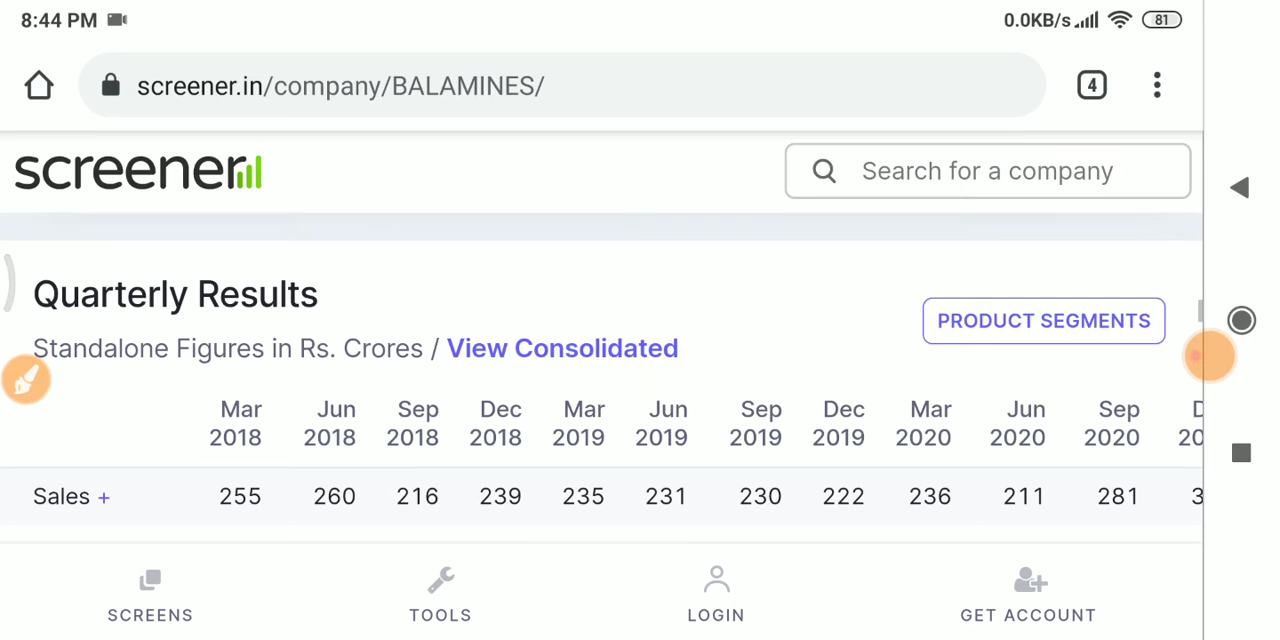 8:44 PM 0.0KB/s 81
screener.in/company/BALAMINES/ 4
screener Search for a company
Quarterly Results
PRODUCT SEGMENTS
Standalone Figures in Rs. Crores / View Consolidated
Mar Jun Sep Dec Mar Jun Sep Dec Mar Jun Sep
2018 2018 2018 2018 2019 2019 2019 2019 2020 2020 2020
Sales + 255 260 216 239 235 231 230 222 236 211 281
SCREENS TOOLS LOGIN GET ACCOUNT